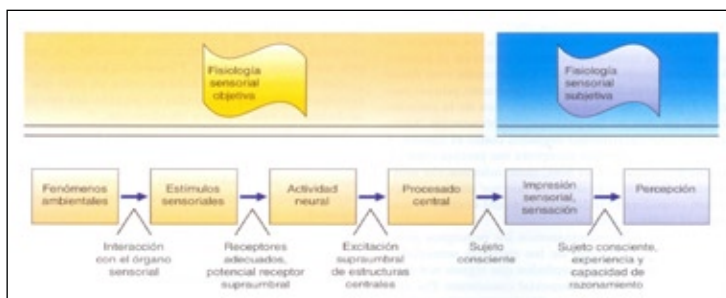 Fisiología
sensorial
objetiva
Fisiología
sensorial
subjetiva
Fenómenos
ambientales
Estímulos
sensoriales
Actividad
neural
Procesado
central
Impresión
sensorial,
sensación
Percepción
Interacción
con el órgano
sensorial
Receptores
adecuados,
potencial receptor
supraumbral
Excitación
supraumbral
de estructuras
centrales
Sujeto
consciente
Sujeto consciente,
experiencia y
capacidad de
razonamiento